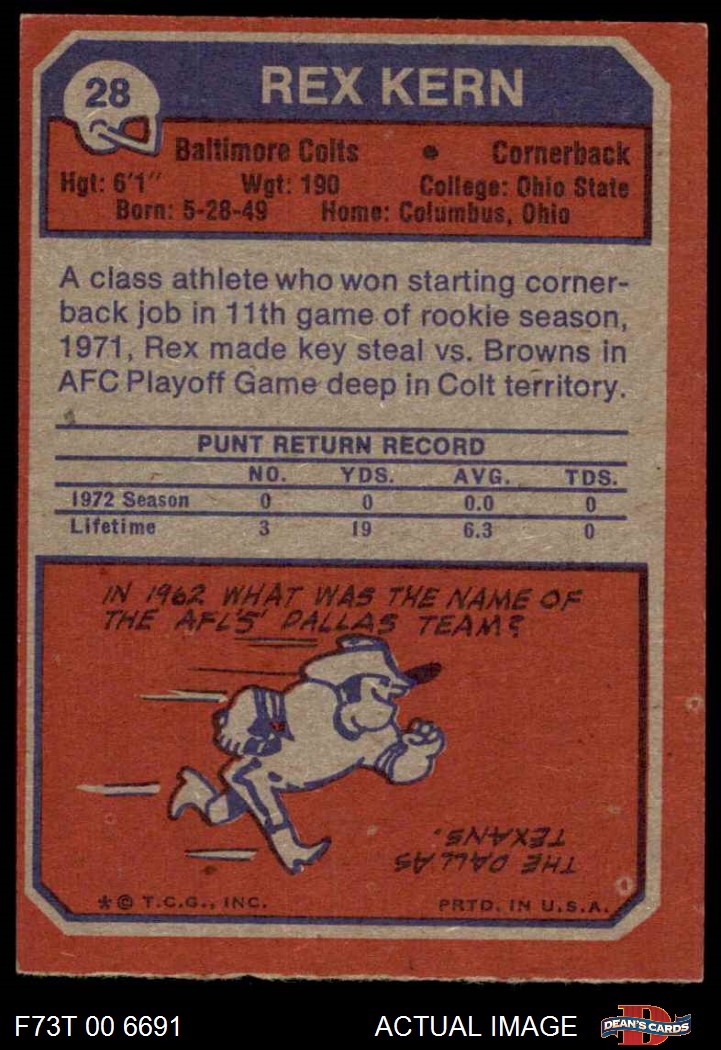 28
REX KERN
Baltimore Colts • Cornerback
Hgt: 6'1" Wgt: 190 College: Ohio State
Born: 5-28-49 Home: Columbus, Ohio
A class athlete who won starting corner-
back job in 11th game of rookie season,
1971, Rex made key steal vs. Browns in
AFC Playoff Game deep in Colt territory.
PUNT RETURN RECORD
NO. YDS. AVG. TDS.
1972 Season 0 0 0.0 0
Lifetime 3 19 6.3 0
IN 1962 WHAT WAS THE NAME OF
THE AFL'S' DALLAS TEAM?
THE DALLAS
TEXANS.
*© T.C.G., INC. PRTD. IN U.S.A.
F73T 00 6691 ACTUAL IMAGE D DEAN'S CARDS